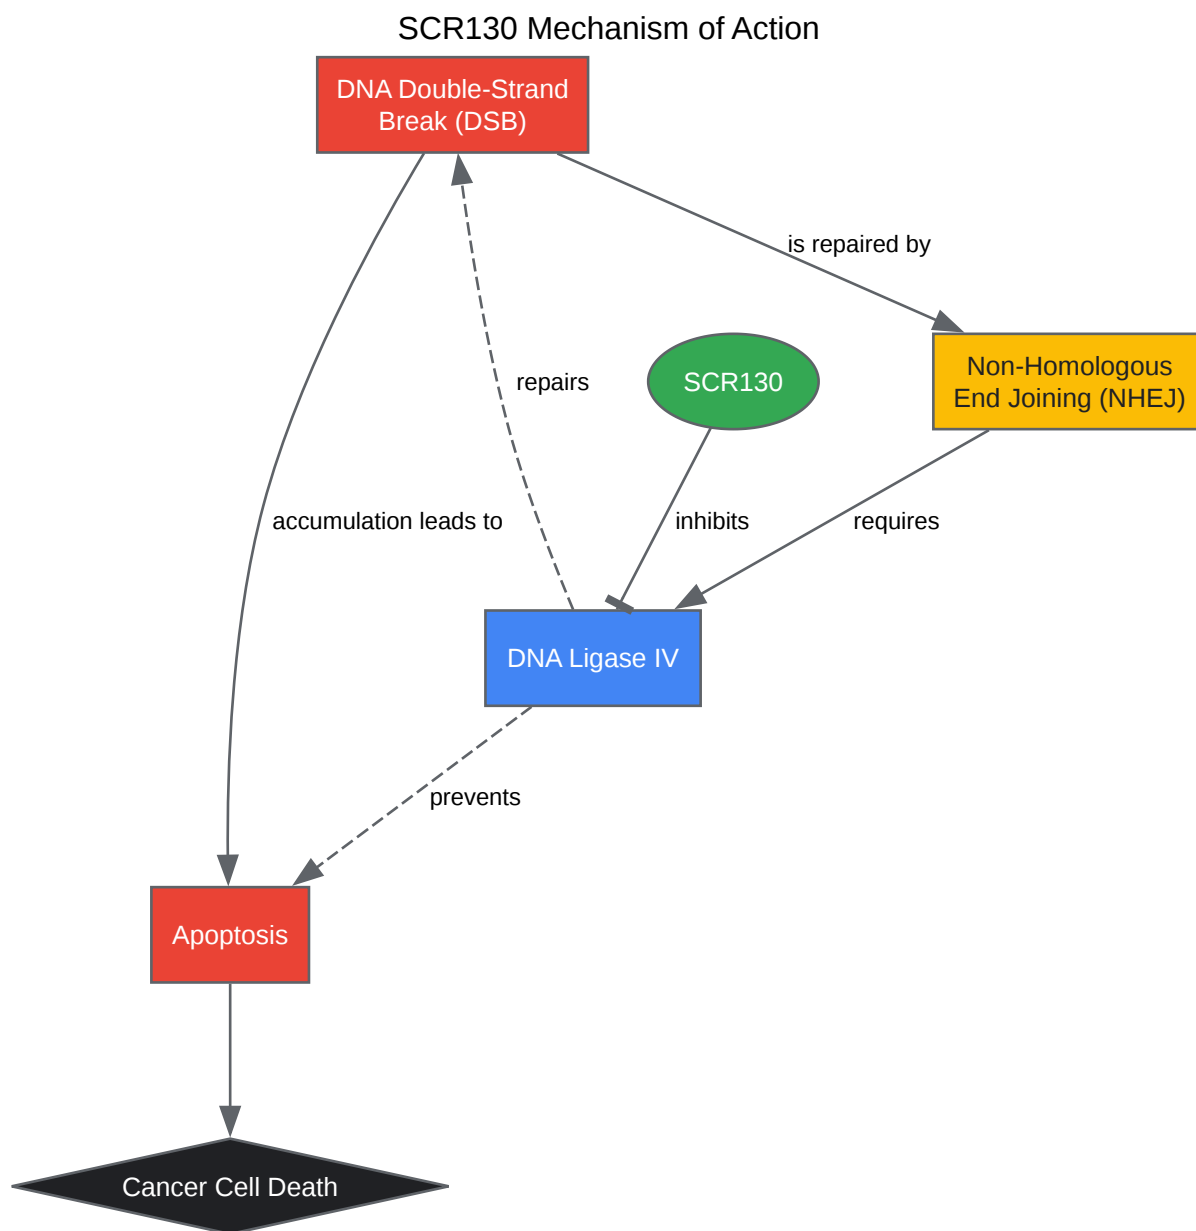 SCR130 Mechanism of Action
DNA Double-Strand
Break (DSB)
is repaired by
repairs
SCR130
Non-Homologous
End Joining (NHEJ)
accumulation leads to
inhibits
requires
DNA Ligase IV
prevents
Apoptosis
Cancer Cell Death